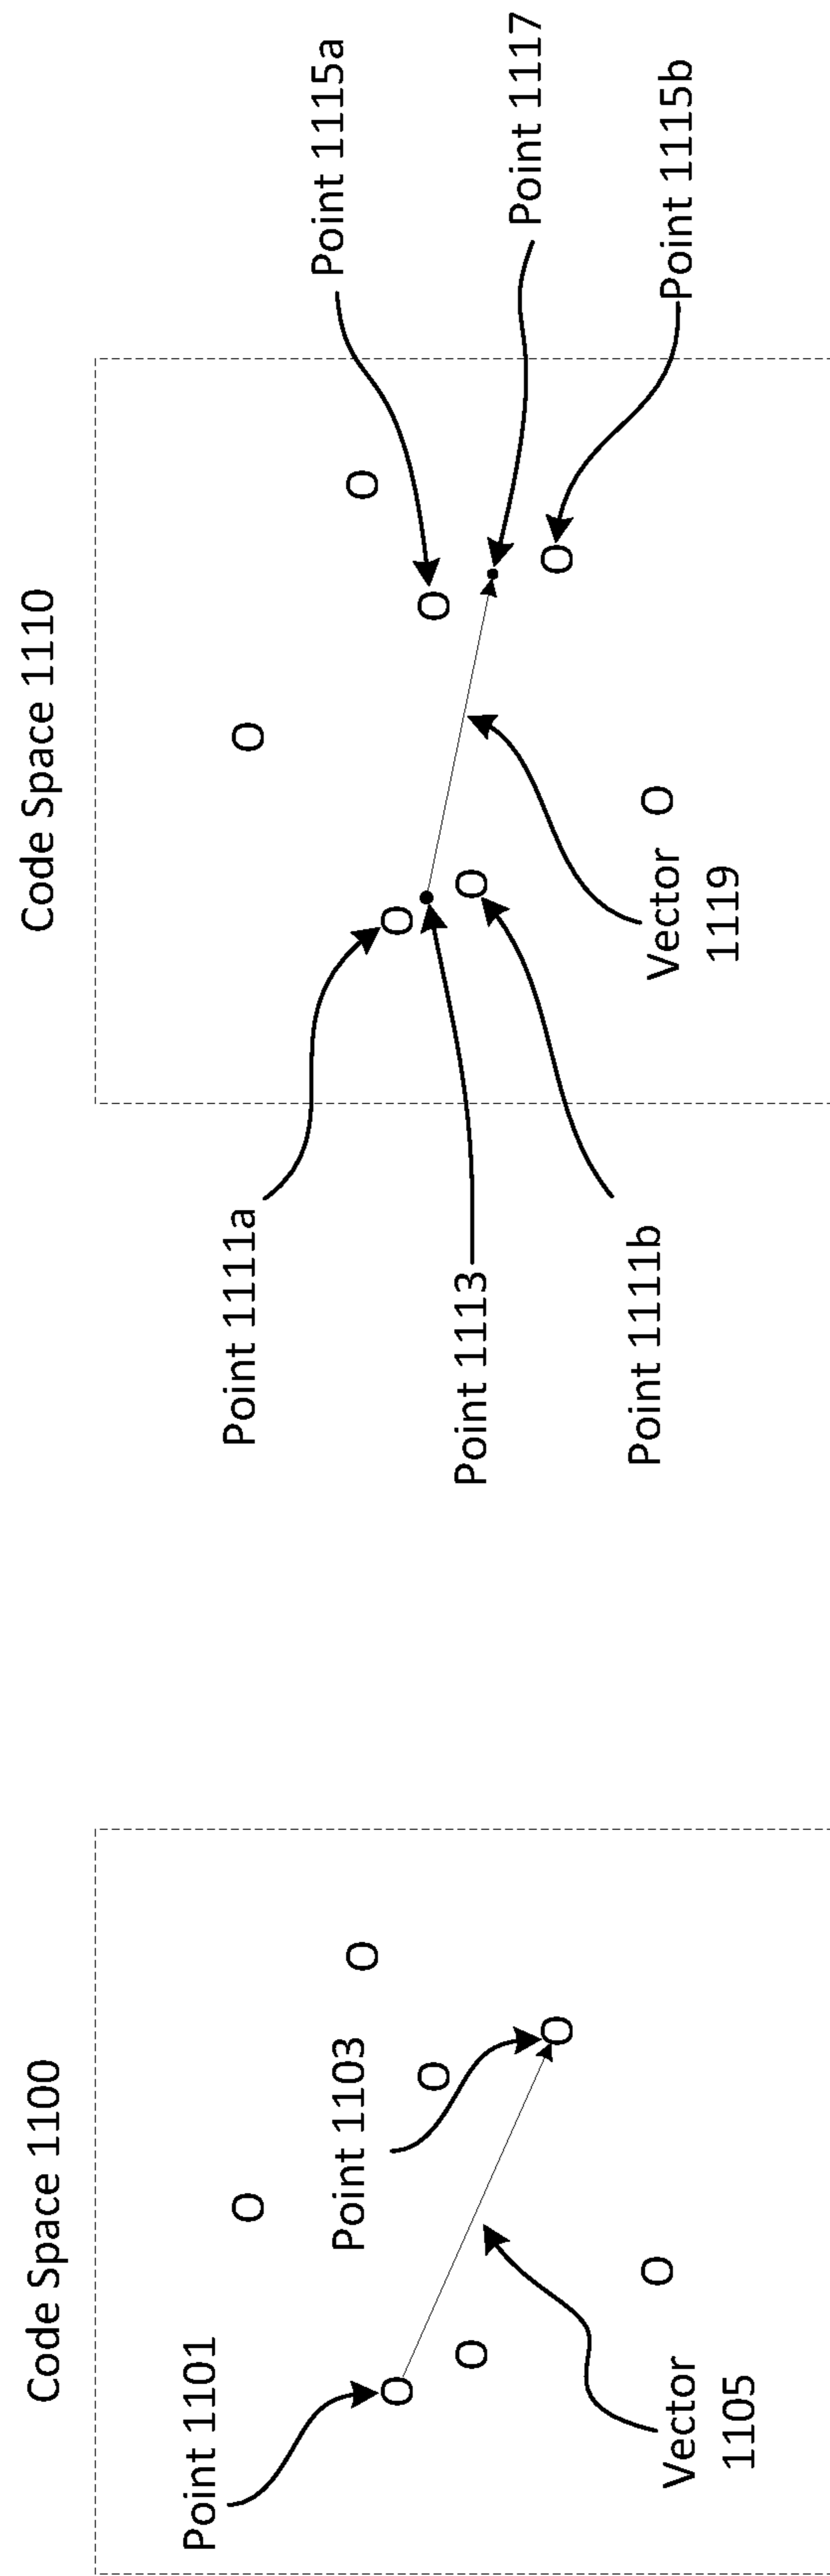 Code Space 1100
Point 1101
Point 1103
Vector
1105
Code Space 1110
Point 1111a
Point 1113
Point 1111b
Vector
1119
Point 1115a
Point 1117
Point 1115b